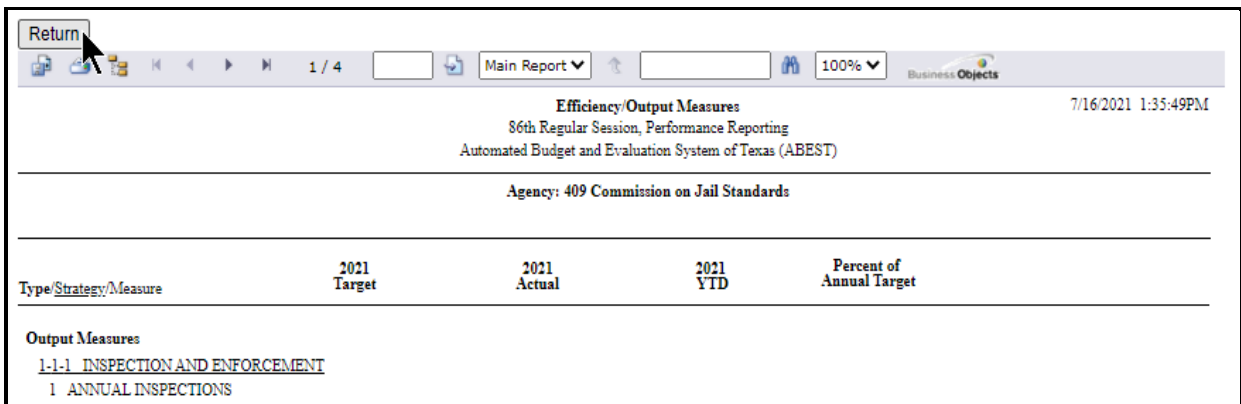 Return
1 / 4 Main Report 100% Business Objects
Efficiency/Output Measures 7/16/2021 1:35:49PM
86th Regular Session, Performance Reporting
Automated Budget and Evaluation System of Texas (ABEST)
Agency: 409 Commission on Jail Standards
Type/Strategy/Measure 2021 Target 2021 Actual 2021 YTD Percent of Annual Target
Output Measures
1-1-1 INSPECTION AND ENFORCEMENT
1 ANNUAL INSPECTIONS